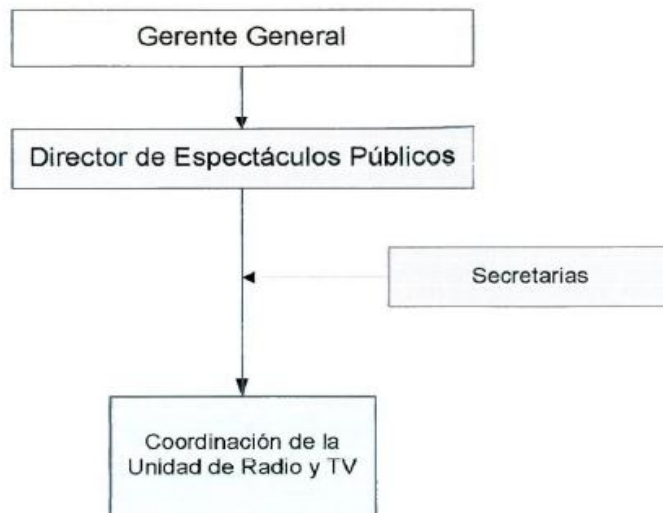 Gerente General
Director de Espectáculos Públicos
Secretarias
Coordinación de la
Unidad de Radio y TV